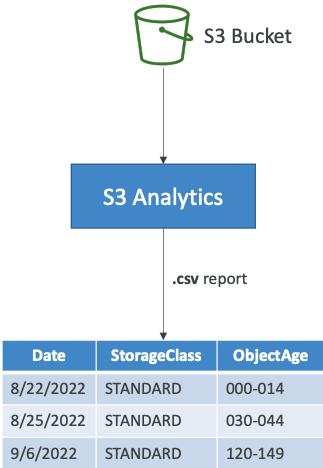 S3 Bucket
S3 Analytics
.csv report
Date StorageClass ObjectAge
8/22/2022 STANDARD 000-014
8/25/2022 STANDARD 030-044
9/6/2022 STANDARD 120-149